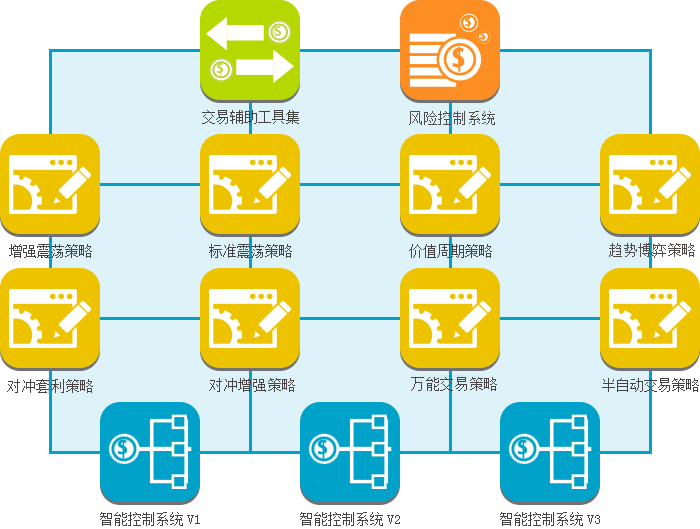 交易辅助工具集
风险控制系统
增强震荡策略
标准震荡策略
价值周期策略
趋势博弈策略
对冲套利策略
对冲增强策略
万能交易策略
半自动交易策略
智能控制系统 V1
智能控制系统 V2
智能控制系统 V3